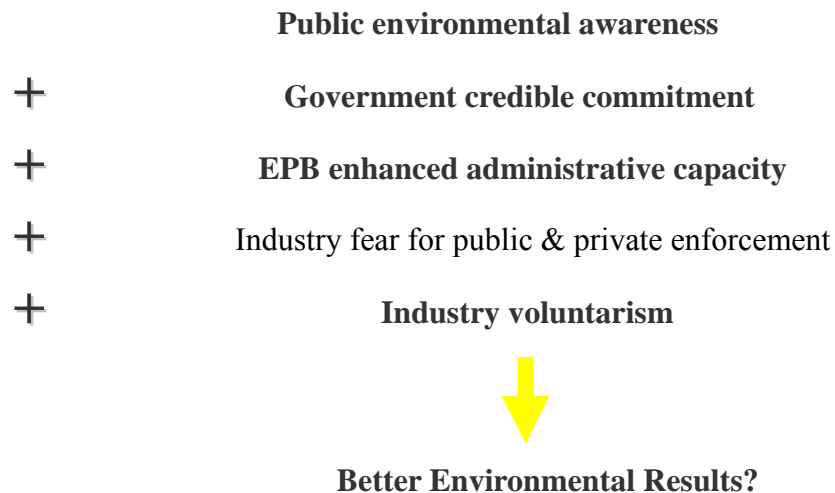 Public environmental awareness
+ Government credible commitment
+ EPB enhanced administrative capacity
+ Industry fear for public & private enforcement
+ Industry voluntarism
Better Environmental Results?